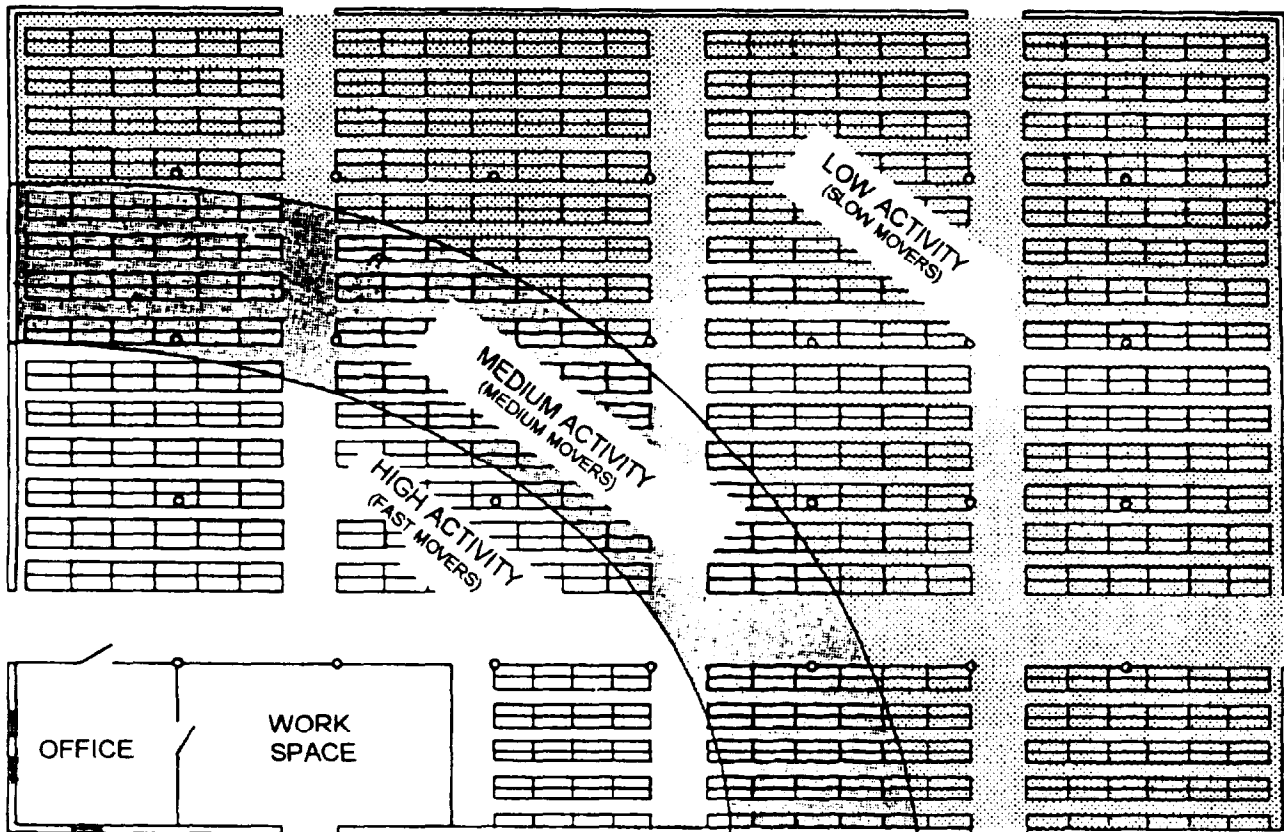 LOW ACTIVITY
(SLOW MOVERS)
MEDIUM ACTIVITY
(MEDIUM MOVERS)
HIGH ACTIVITY
(FAST MOVERS)
OFFICE
WORK
SPACE